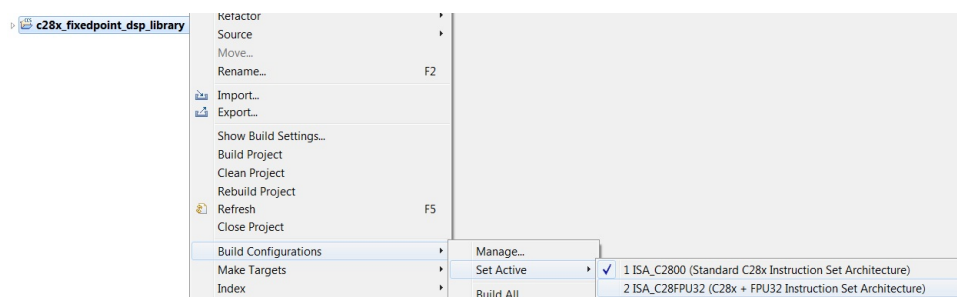 Refactor
c28x_fixedpoint_dsp_library
Source
Move...
Rename... F2
Import...
Export...
Show Build Settings...
Build Project
Clean Project
Rebuild Project
Refresh F5
Close Project
Build Configurations
Manage...
Make Targets
Set Active
1 ISA_C2800 (Standard C28x Instruction Set Architecture)
Index
Build All
2 ISA_C28FPU32 (C28x + FPU32 Instruction Set Architecture)